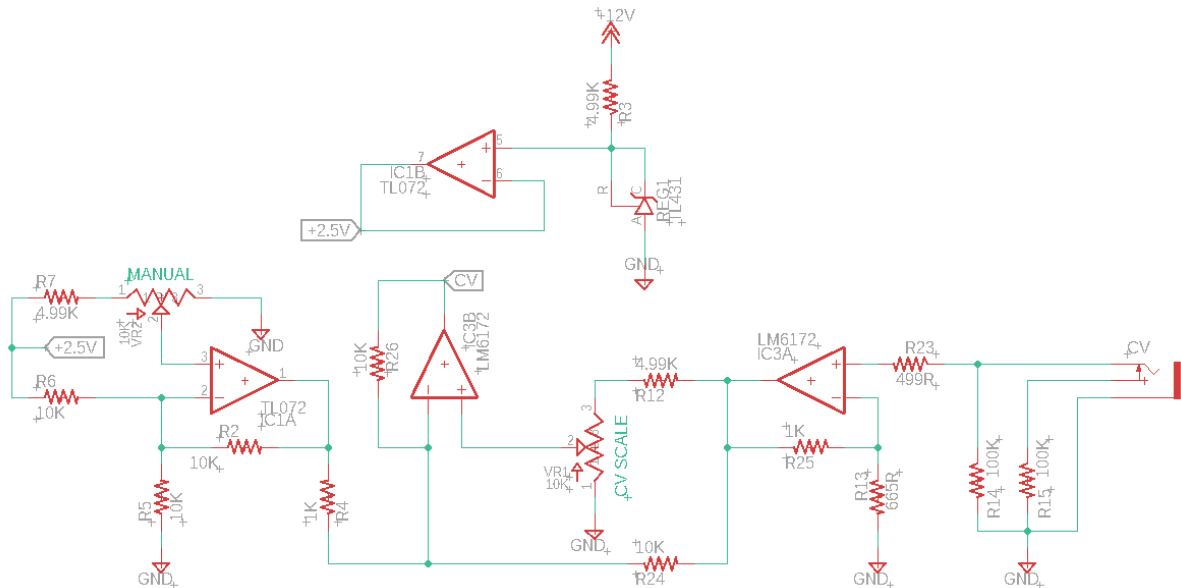 +12V
4.99K
R3
5
7
IC1B
TL072
6
R
C
A
REG1
TL431
+2.5V
GND
MANUAL
R7
1
3
4.99K
10K
VR2
2
GND
+2.5V
R6
10K
3
2
1
TL072
IC1A
R2
10K
R5
10K
1K
R4
GND
CV
10K
R26
IC3B
LM6172
4.99K
R12
3
2
1
VR1
10K
CV SCALE
GND
10K
R24
LM6172
IC3A
R23
499R
1K
R25
R13
665R
GND
CV
100K
R14
100K
R15
GND